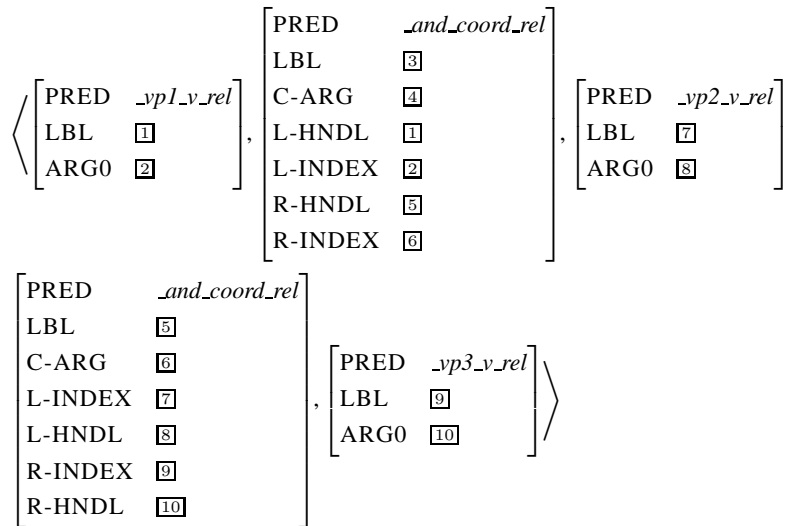 PRED _and_coord_rel
LBL 3
PRED _vp1_v_rel C-ARG 4 PRED _vp2_v_rel
⟨ LBL 1 , L-HNDL 1 , LBL 7
ARG0 2 L-INDEX 2 ARG0 8
R-HNDL 5
R-INDEX 6
PRED _and_coord_rel
LBL 5
C-ARG 6 PRED _vp3_v_rel
L-INDEX 7 , LBL 9 ⟩
L-HNDL 8 ARG0 10
R-INDEX 9
R-HNDL 10